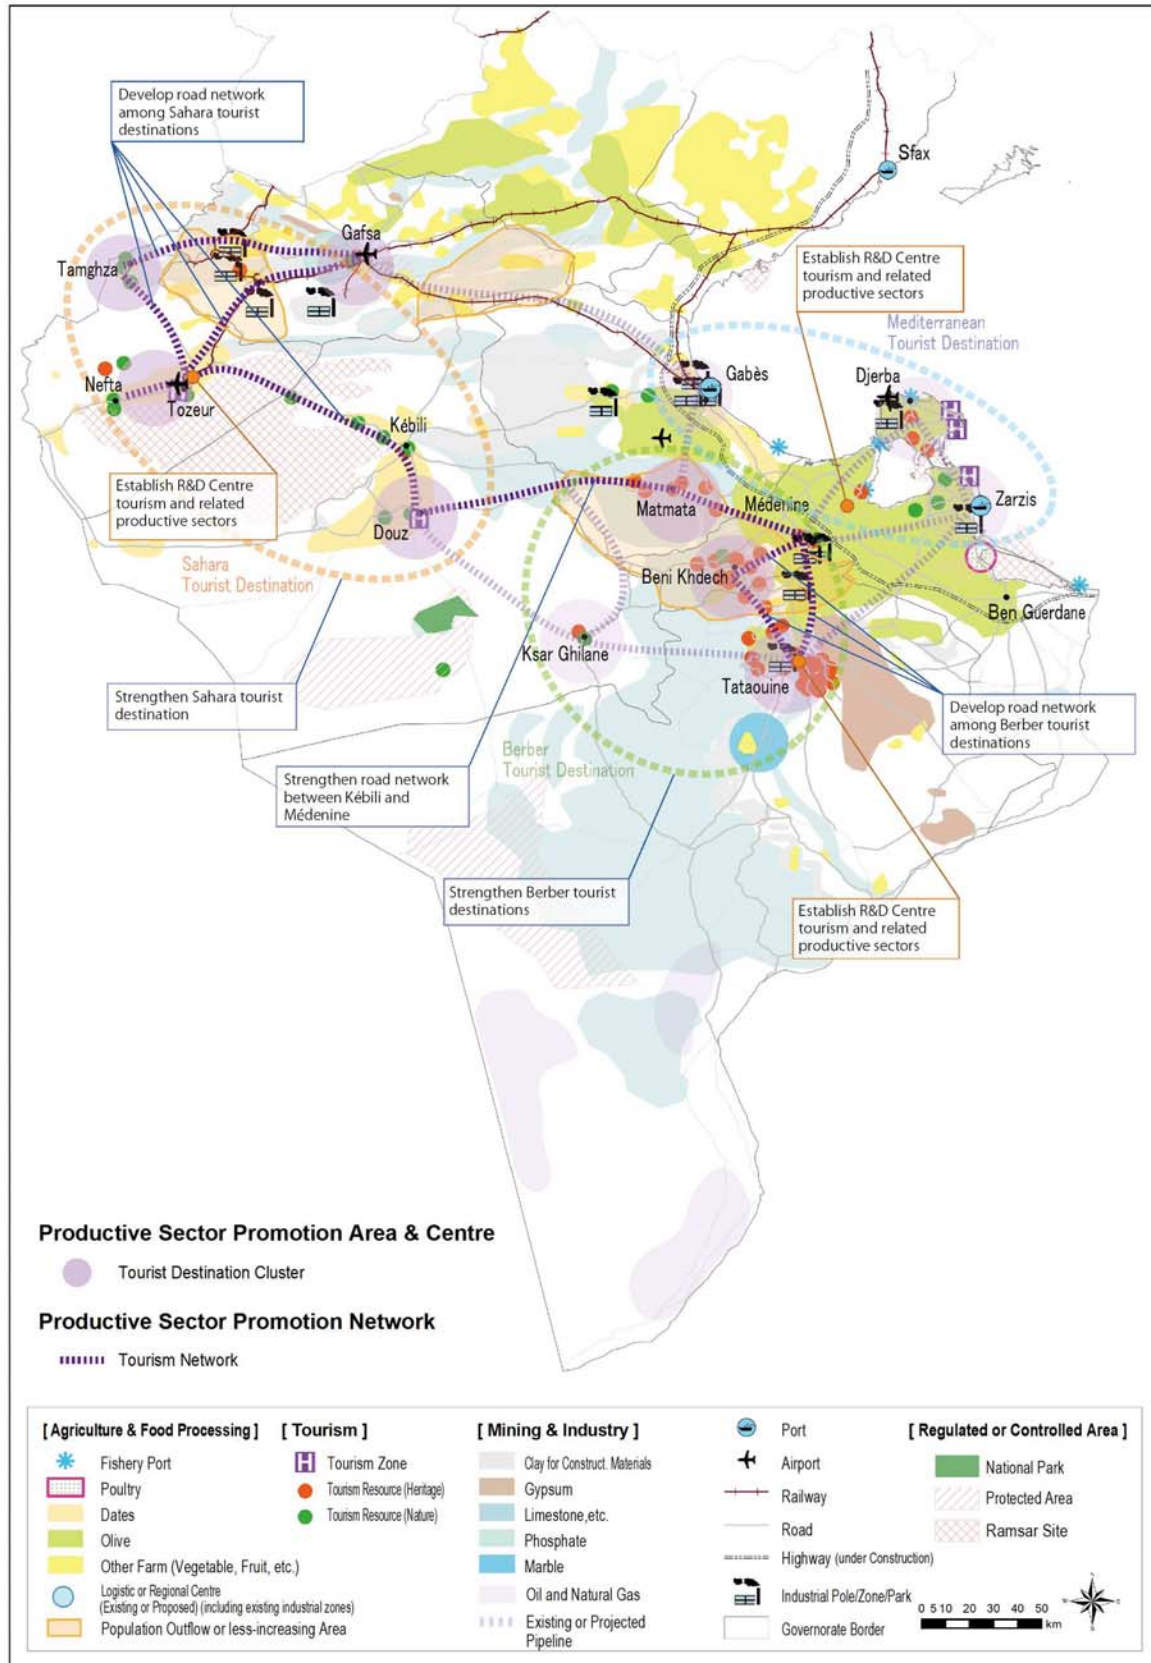 Develop road network
among Sahara tourist
destinations
Sfax
Gafsa
Tamghza
Establish R&D Centre
tourism and related
productive sectors
Mediterranean
Tourist Destination
Gabès
Djerba
Nefta
Tozeur
Kébili
Establish R&D Centre
tourism and related
productive sectors
Matmata
Médenine
Zarzis
Douz
Sahara
Tourist Destination
Beni Khdech
Ben Guerdane
Ksar Ghilane
Tataouine
Strengthen Sahara tourist
destination
Develop road network
among Berber tourist
destinations
Berber
Tourist Destination
Strengthen road network
between Kébili and
Médenine
Strengthen Berber tourist
destinations
Establish R&D Centre
tourism and related
productive sectors
Productive Sector Promotion Area & Centre
Tourist Destination Cluster
Productive Sector Promotion Network
Tourism Network
[ Agriculture & Food Processing ]
Fishery Port
Poultry
Dates
Olive
Other Farm (Vegetable, Fruit, etc.)
Logistic or Regional Centre
(Existing or Proposed) (including existing industrial zones)
Population Outflow or less-increasing Area
[ Tourism ]
H Tourism Zone
Tourism Resource (Heritage)
Tourism Resource (Nature)
[ Mining & Industry ]
Clay for Construct. Materials
Gypsum
Limestone,etc.
Phosphate
Marble
Oil and Natural Gas
Existing or Projected
Pipeline
Port
Airport
Railway
Road
Highway (under Construction)
Industrial Pole/Zone/Park
Governorate Border
[ Regulated or Controlled Area ]
National Park
Protected Area
Ramsar Site
0 5 10 20 30 40 50
km